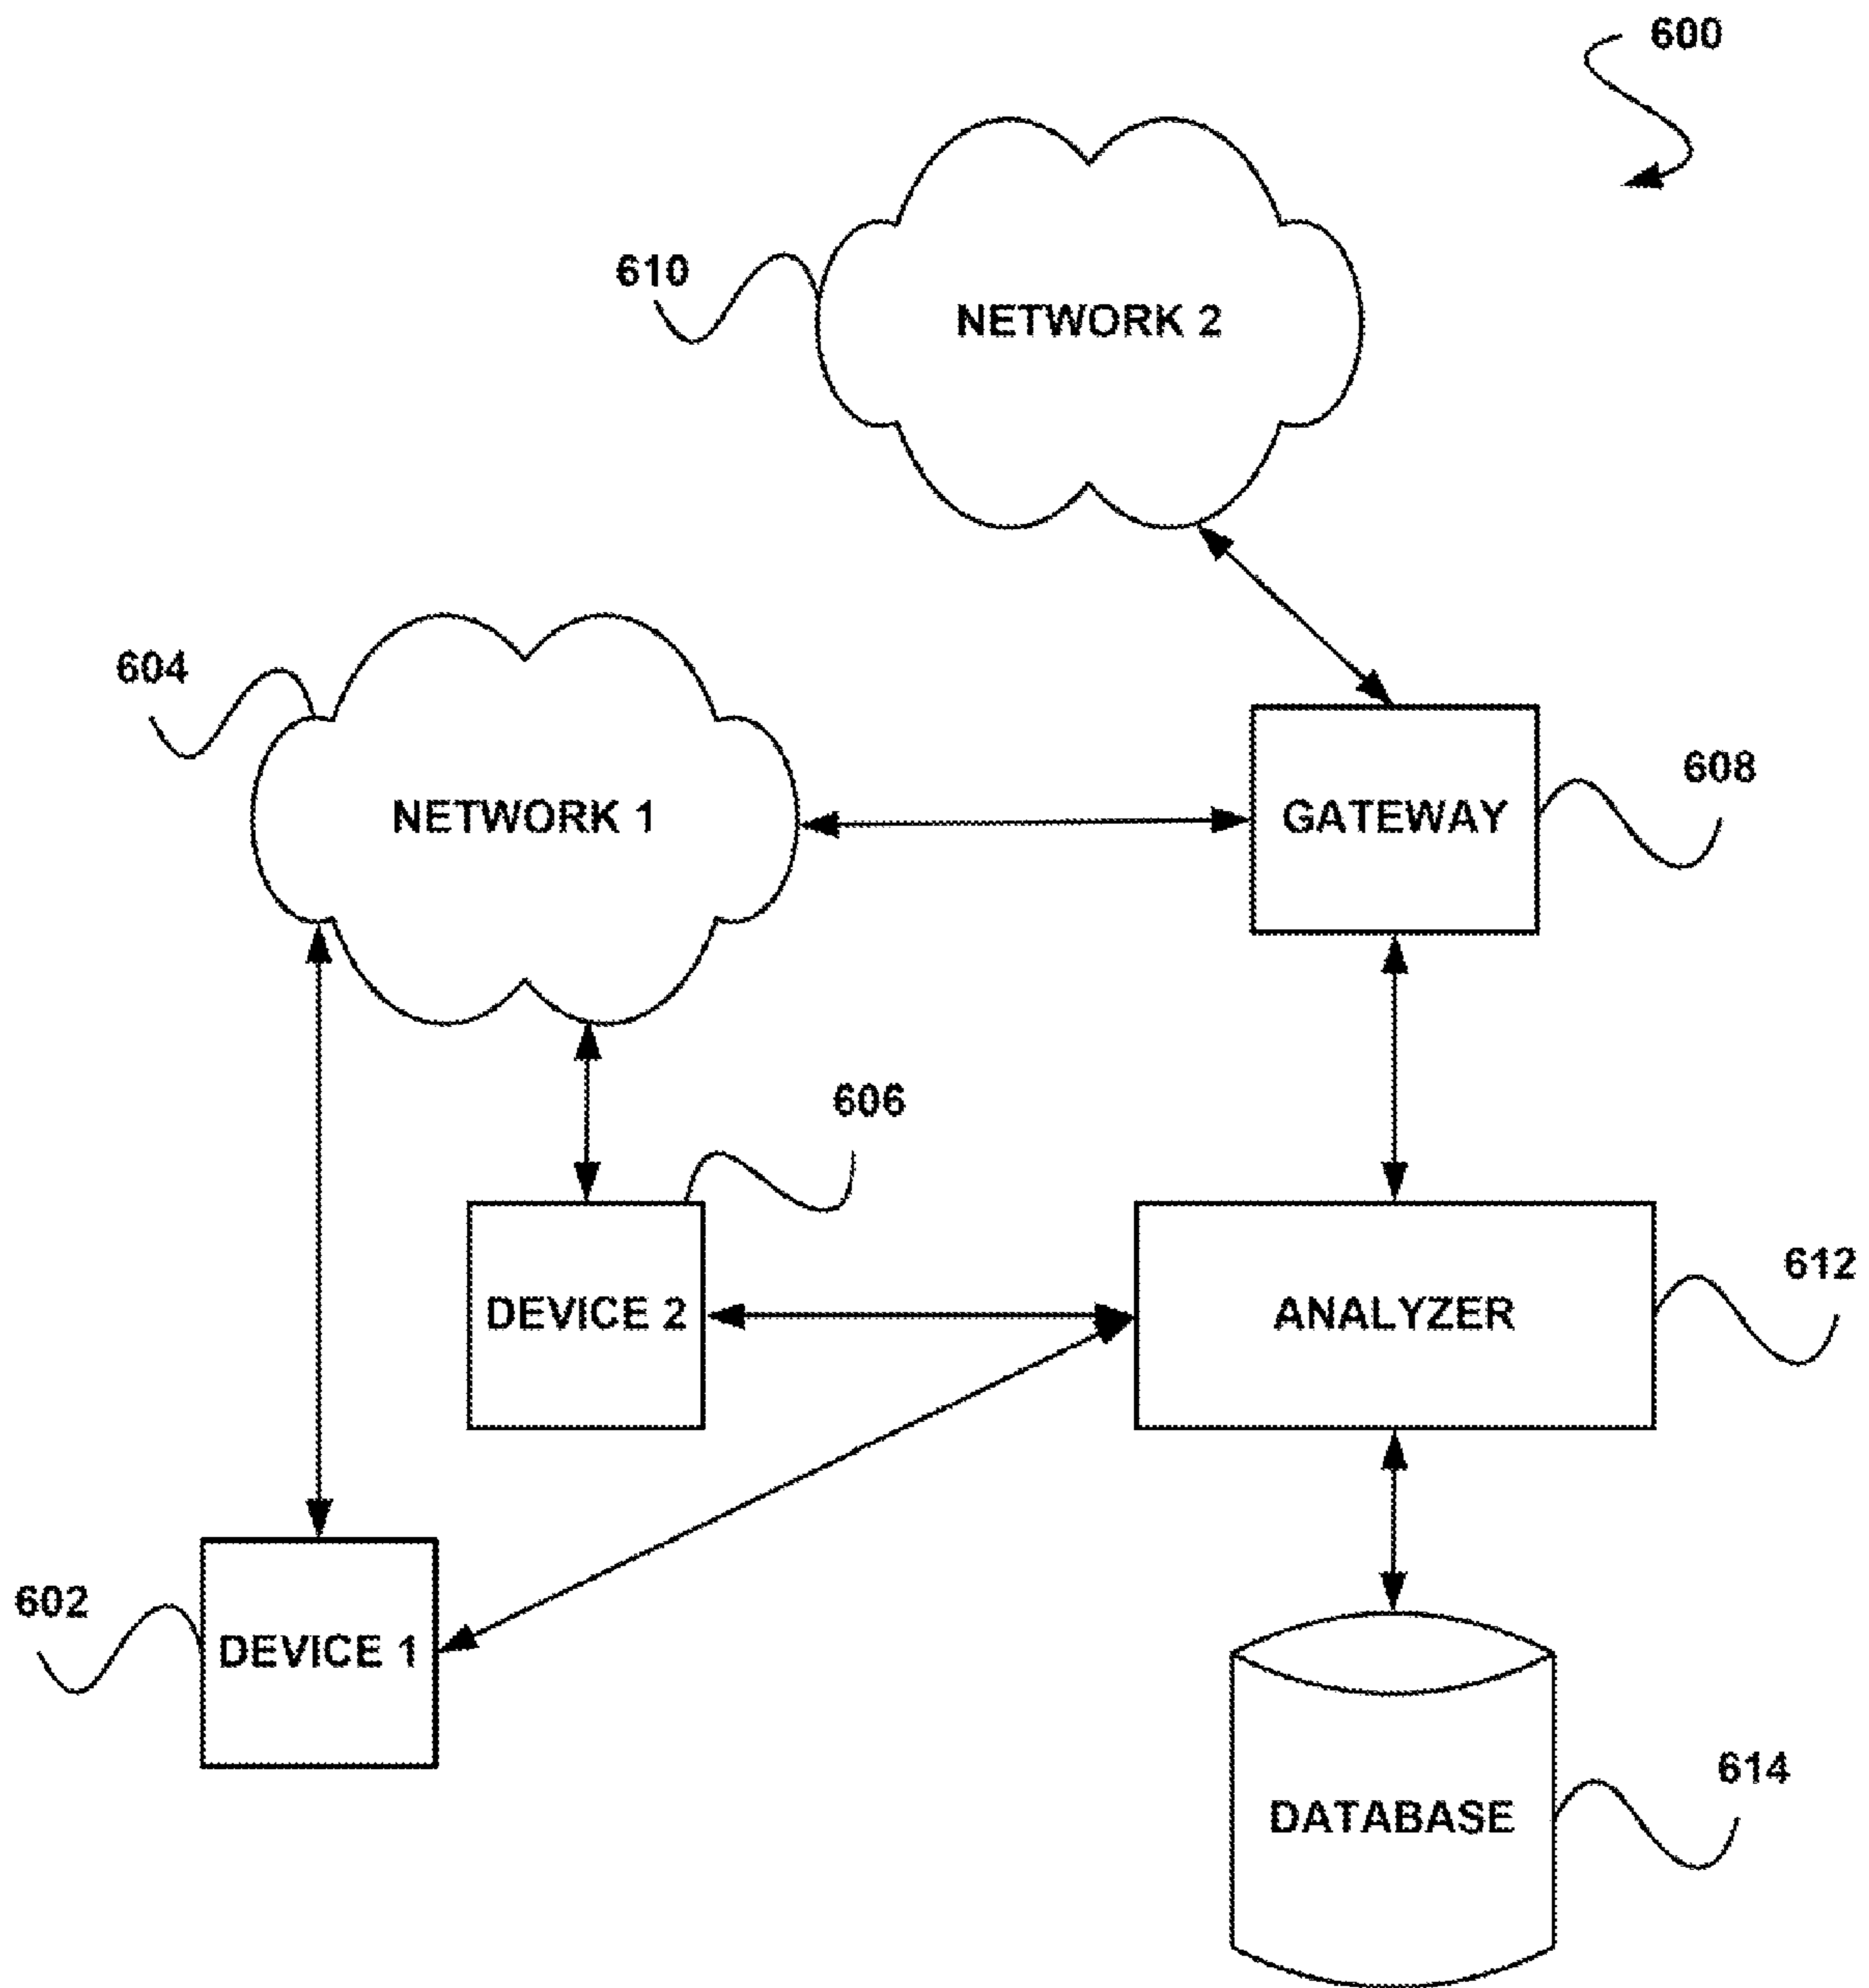 600
610
NETWORK 2
604
NETWORK 1
GATEWAY
608
606
DEVICE 2
ANALYZER
612
602
DEVICE 1
DATABASE
614